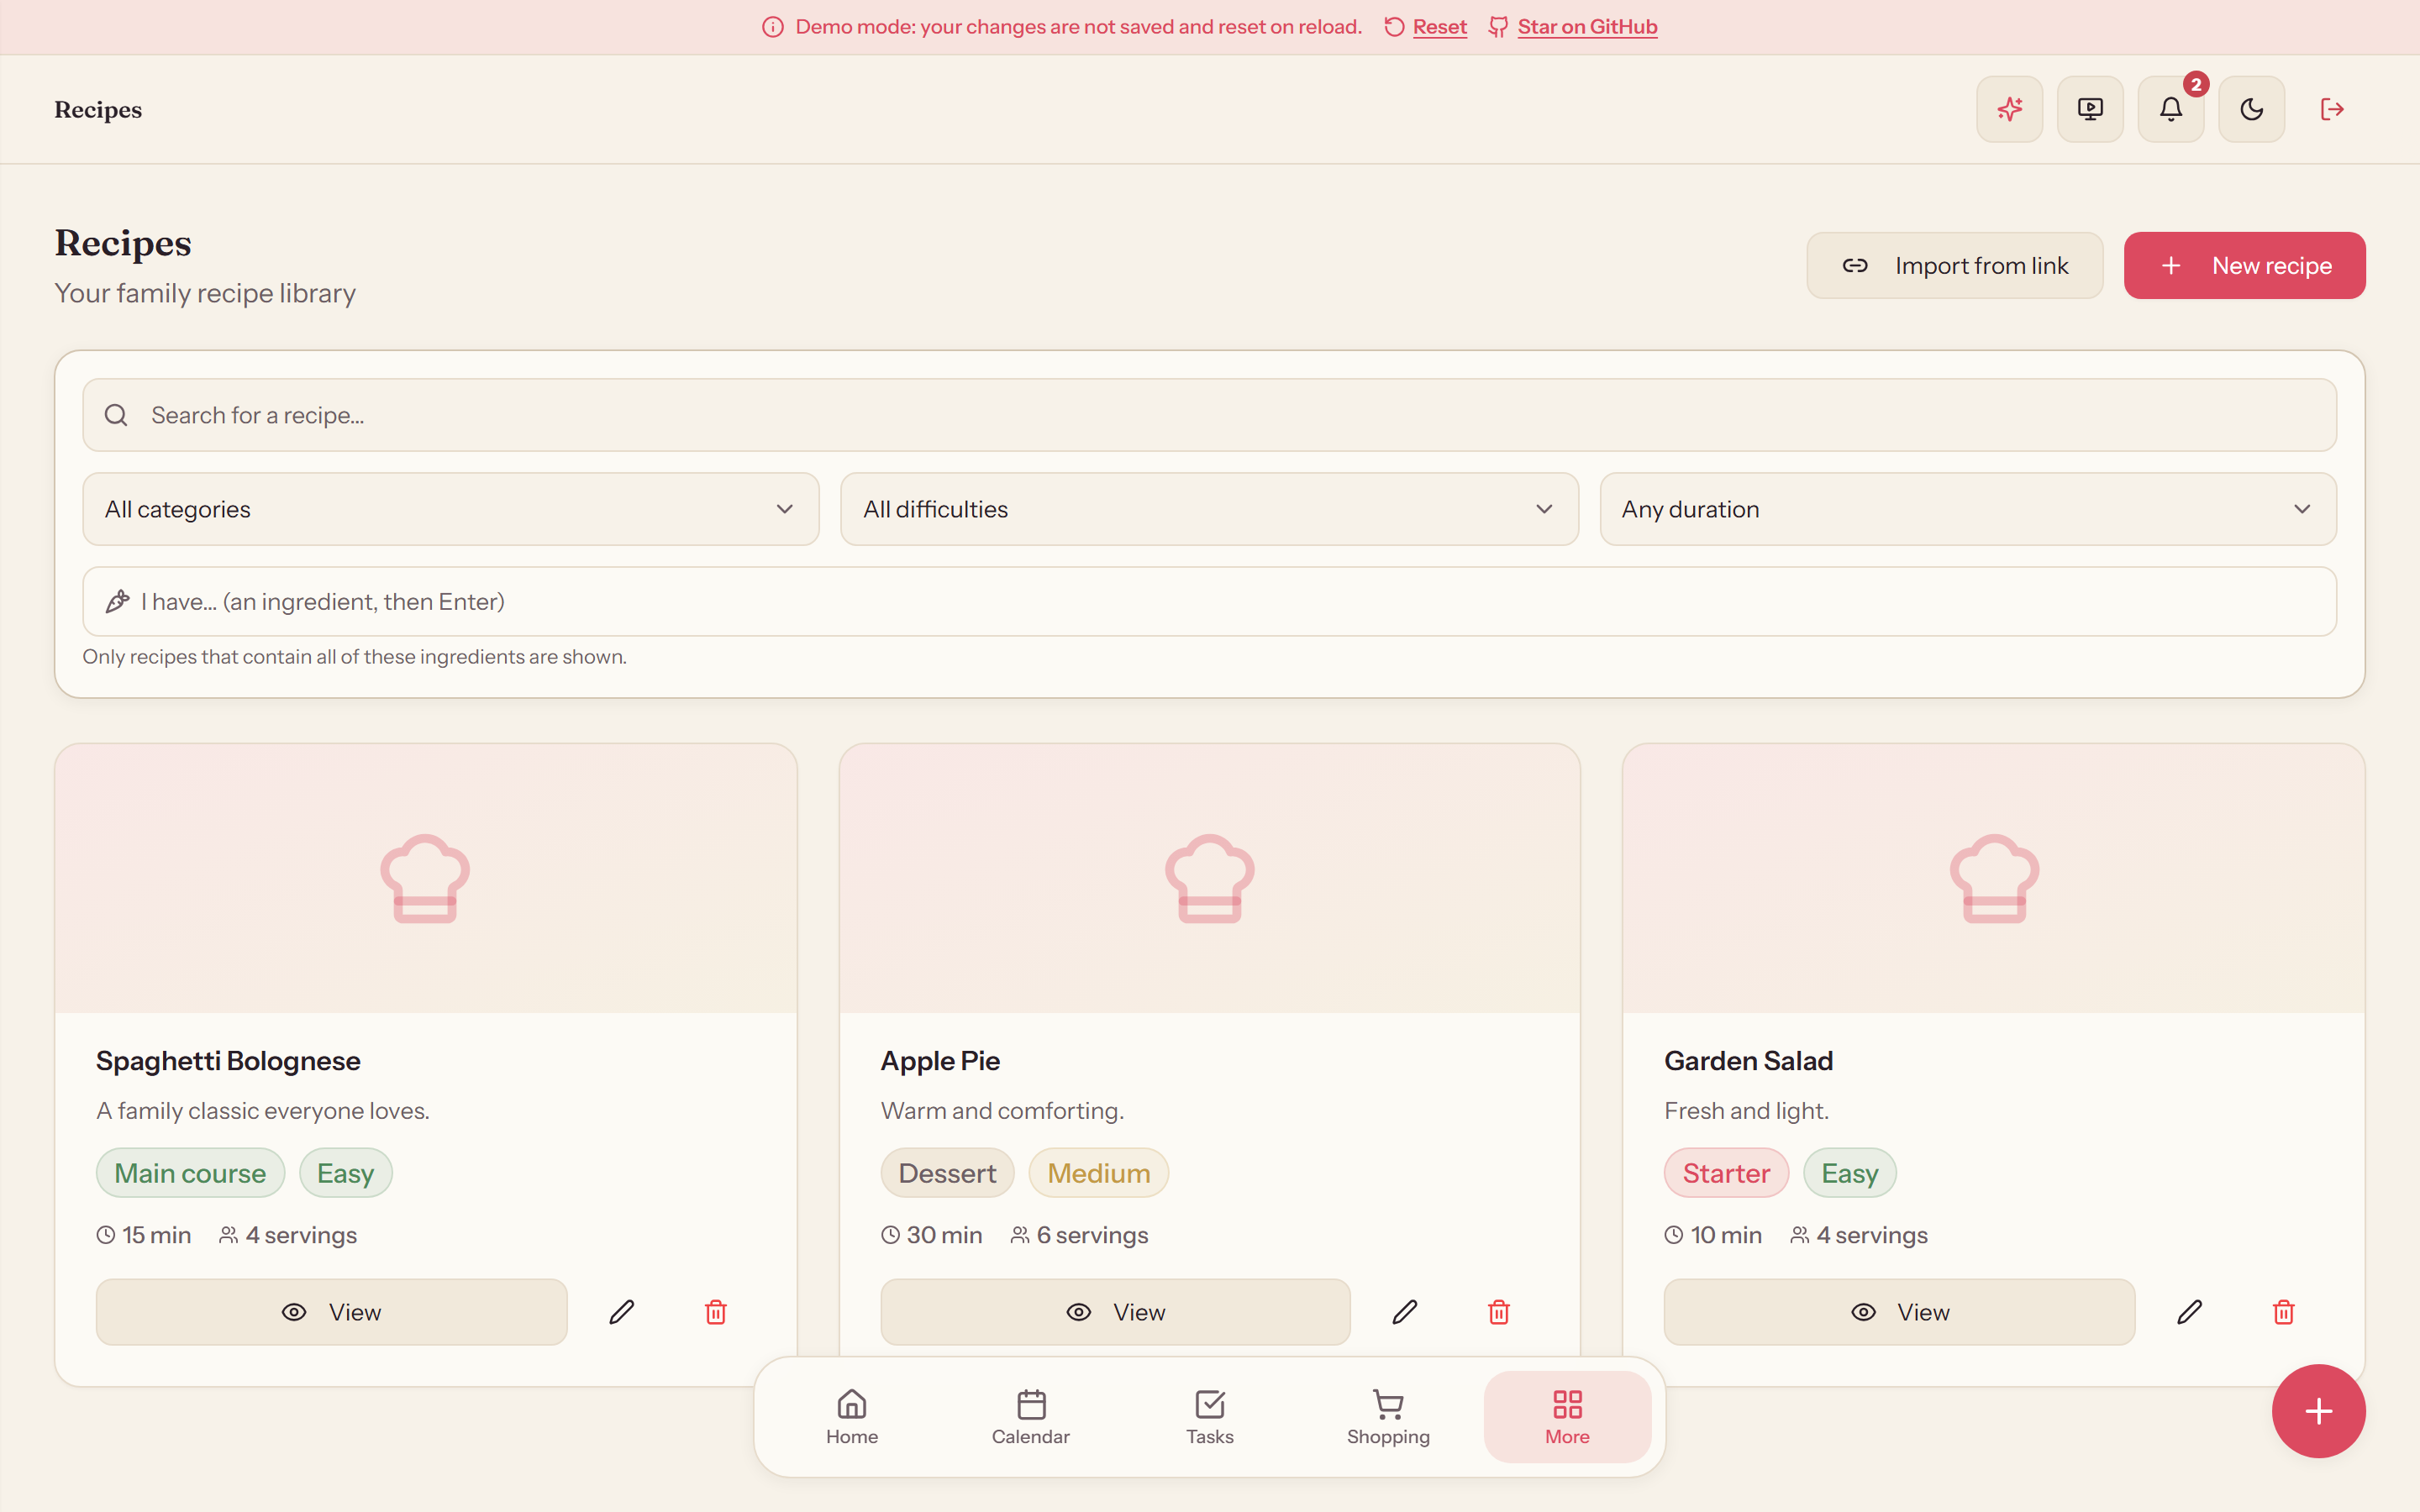 Demo mode: your changes are not saved and reset on reload. Reset Star on GitHub
Recipes
2
Recipes
Your family recipe library
Import from link
New recipe
Search for a recipe...
All categories
All difficulties
Any duration
I have... (an ingredient, then Enter)
Only recipes that contain all of these ingredients are shown.
Spaghetti Bolognese
A family classic everyone loves.
Main course Easy
15 min 4 servings
View
Apple Pie
Warm and comforting.
Dessert Medium
30 min 6 servings
View
Garden Salad
Fresh and light.
Starter Easy
10 min 4 servings
View
Home
Calendar
Tasks
Shopping
More